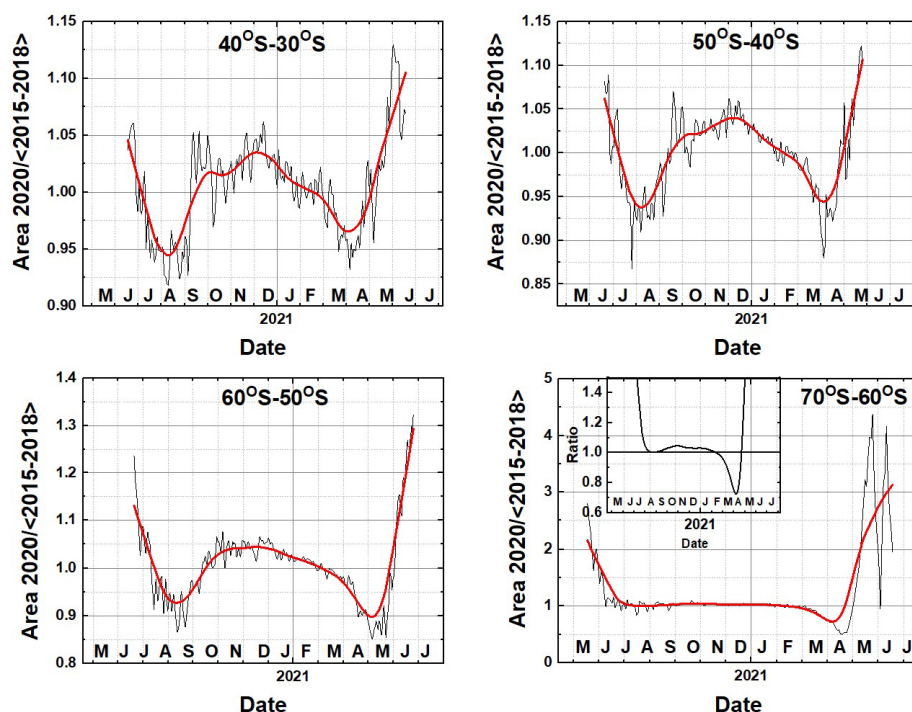 40°S-30°S
1.15
1.10
1.05
1.00
0.95
0.90
Area 2020/<2015-2018>
M J J A S O N D J F M A M J J
2021
Date
50°S-40°S
1.15
1.10
1.05
1.00
0.95
0.90
0.85
Area 2020/<2015-2018>
M J J A S O N D J F M A M J J
2021
Date
60°S-50°S
1.4
1.3
1.2
1.1
1.0
0.9
0.8
Area 2020/<2015-2018>
M J J A S O N D J F M A M J J
2021
Date
70°S-60°S
5
4
3
2
1
0
Area 2020/<2015-2018>
1.4
1.2
1.0
0.8
0.6
Ratio
M J J A S O N D J F M A M J J
2021
Date
M J J A S O N D J F M A M J J
2021
Date